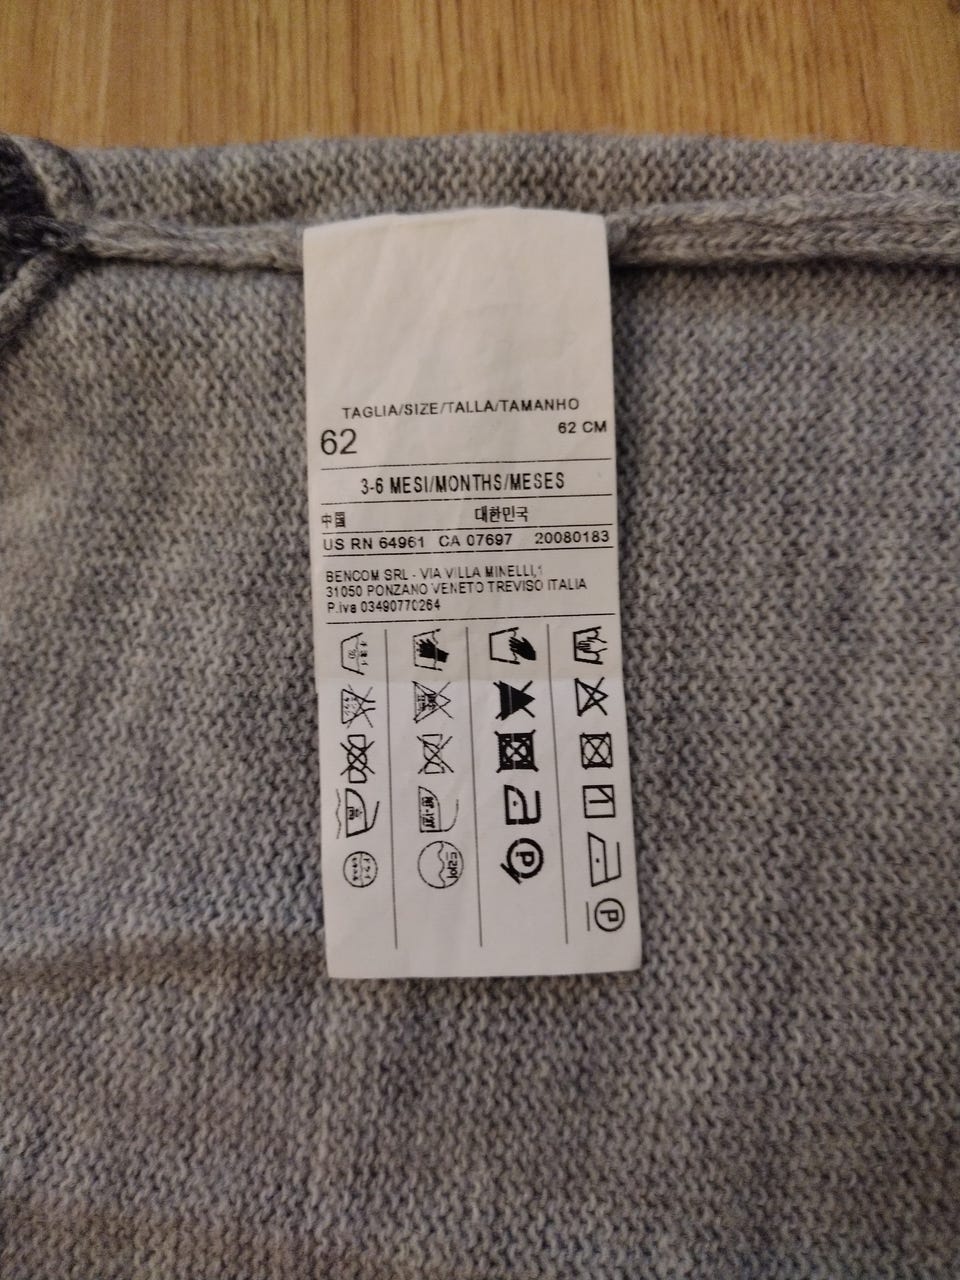 TAGLIA/SIZE/TALLA/TAMANHO
62 62 CM
3-6 MESI/MONTHS/MESES
中国 대한민국
US RN 64961 CA 07697 20080183
BENCOM SRL - VIA VILLA MINELLI,1
31050 PONZANO VENETO TREVISO ITALIA
P.iva 03490770264
P
P